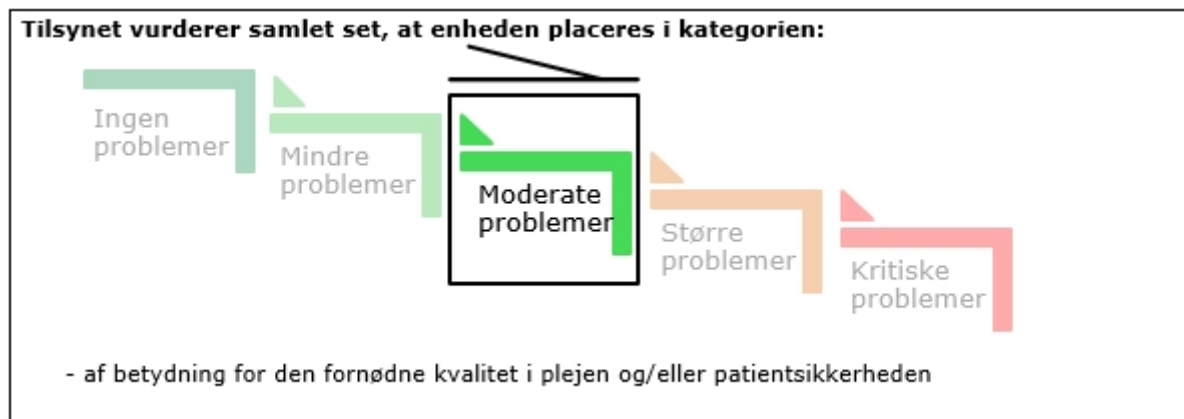 Tilsynet vurderer samlet set, at enheden placeres i kategorien:
Ingen
problemer
Mindre
problemer
Moderate
problemer
Større
problemer
Kritiske
problemer
- af betydning for den fornødne kvalitet i plejen og/eller patientsikkerheden